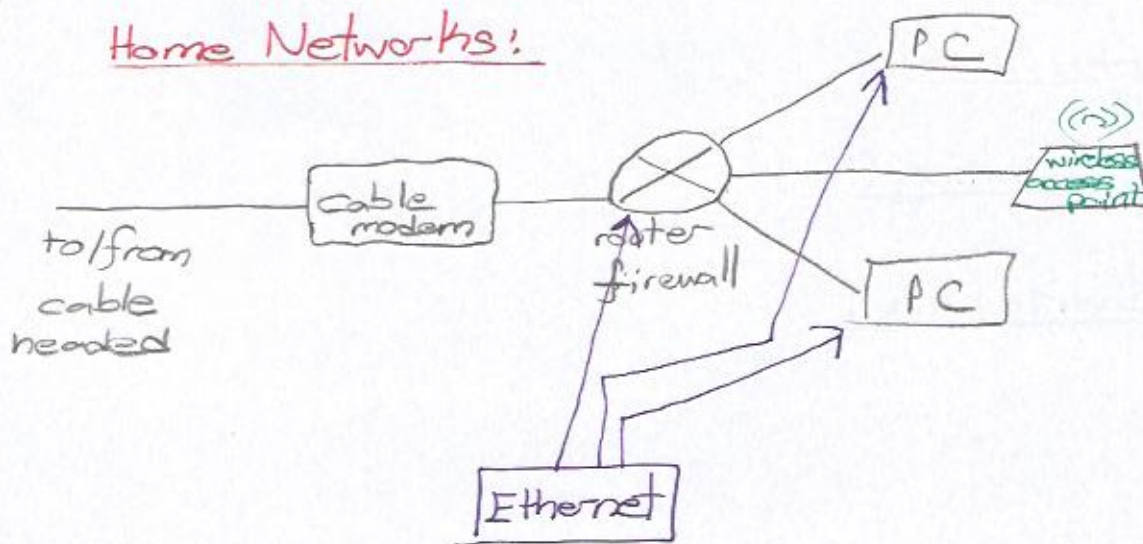 Home Networks:
PC
wireless
access
point
cable
modem
to/from
cable
headed
router
firewall
PC
Ethernet